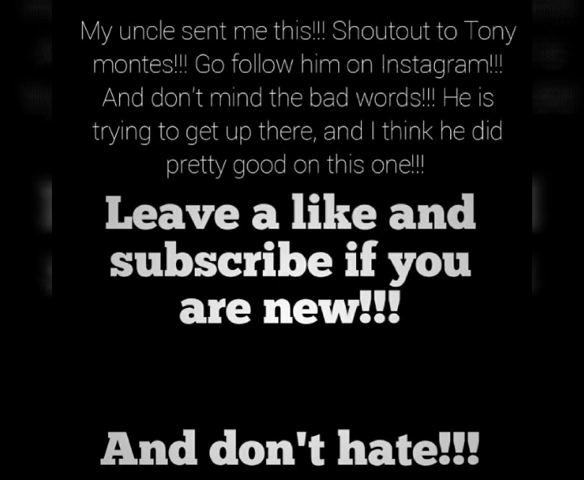 My uncle sent me this!!! Shoutout to Tony
montes!!! Go follow him on Instagram!!!
And don't mind the bad words!!! He is
trying to get up there, and I think he did
pretty good on this one!!!
Leave a like and
subscribe if you
are new!!!
And don't hate!!!